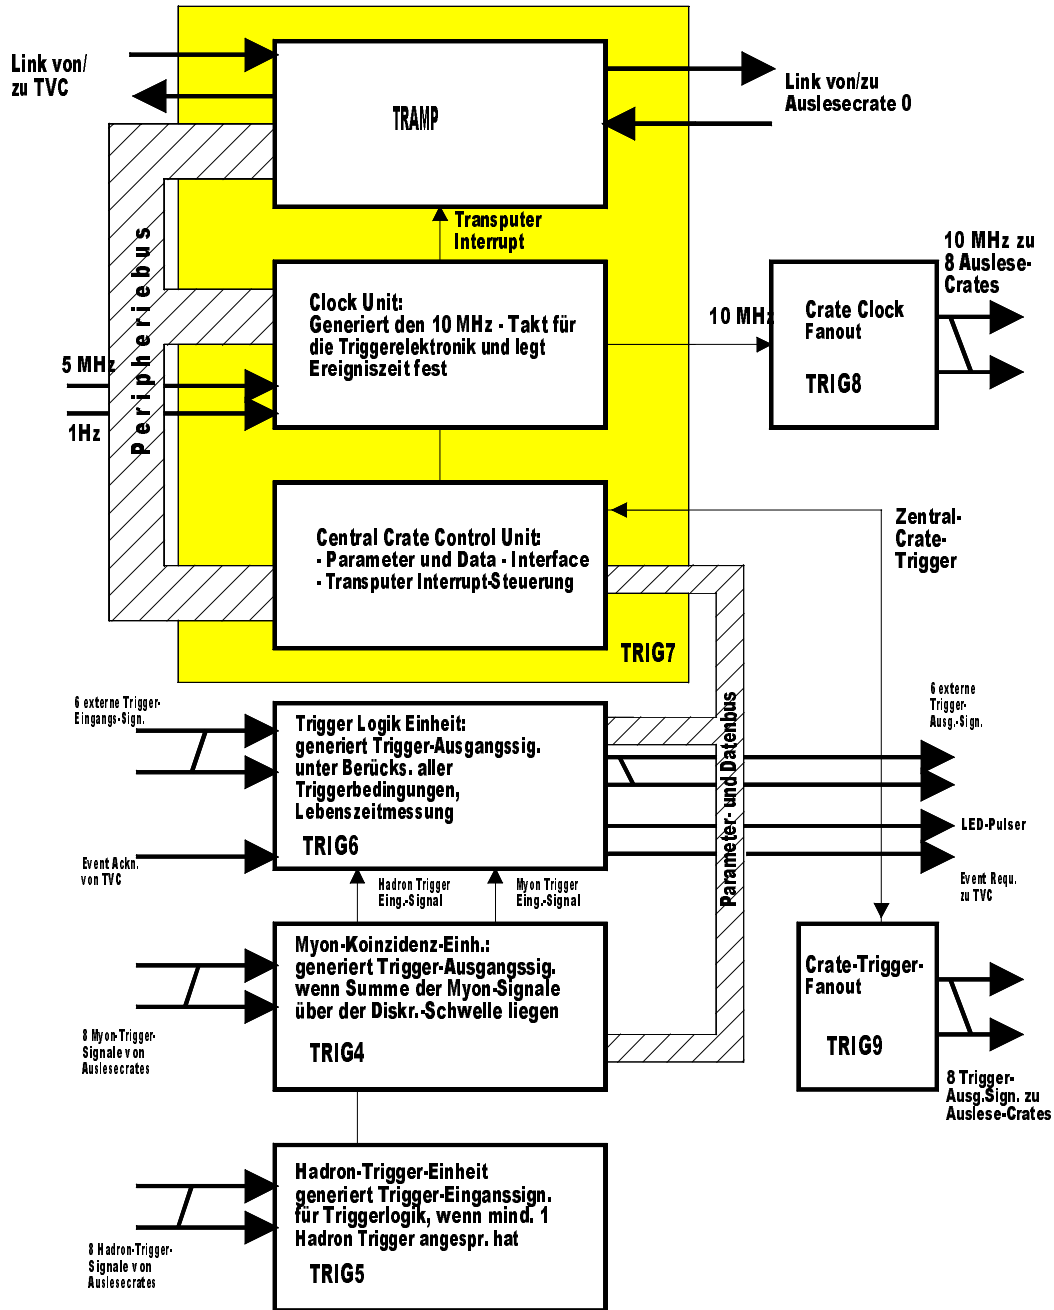 Link von/
zu TVC
TRAMP
Link von/zu
Auslesecrate 0
Transputer
Interrupt
Peripheriebus
Clock Unit:
Generiert den 10 MHz - Takt für
die Triggerelektronik und legt
Ereigniszeit fest
5 MHz
1Hz
10 MHz
Crate Clock
Fanout
TRIG8
10 MHz zu
8 Auslese-
Crates
Central Crate Control Unit:
- Parameter und Data - Interface
- Transputer Interrupt-Steuerung
TRIG7
Zentral-
Crate-
Trigger
6 externe Trigger-
Eingangs-Sign.
Trigger Logik Einheit:
generiert Trigger-Ausgangssig.
unter Berücks. aller
Triggerbedingungen,
Lebenszeitmessung
TRIG6
Event Ackn.
von TVC
Parameter- und Datenbus
6 externe
Trigger-
Ausg.-Sign.
LED-Pulser
Event Requ.
zu TVC
Hadron Trigger
Eing.-Signal
Myon Trigger
Eing.-Signal
Myon-Koinzidenz-Einh.:
generiert Trigger-Ausgangssig.
wenn Summe der Myon-Signale
über der Diskr.-Schwelle liegen
TRIG4
8 Myon-Trigger-
Signale von
Auslesecrates
Crate-Trigger-
Fanout
TRIG9
8 Trigger-
Ausg.Sign. zu
Auslese-Crates
Hadron-Trigger-Einheit
generiert Trigger-Einganssign.
für Triggerlogik, wenn mind. 1
Hadron Trigger angespr. hat
TRIG5
8 Hadron-Trigger-
Signale von
Auslesecrates